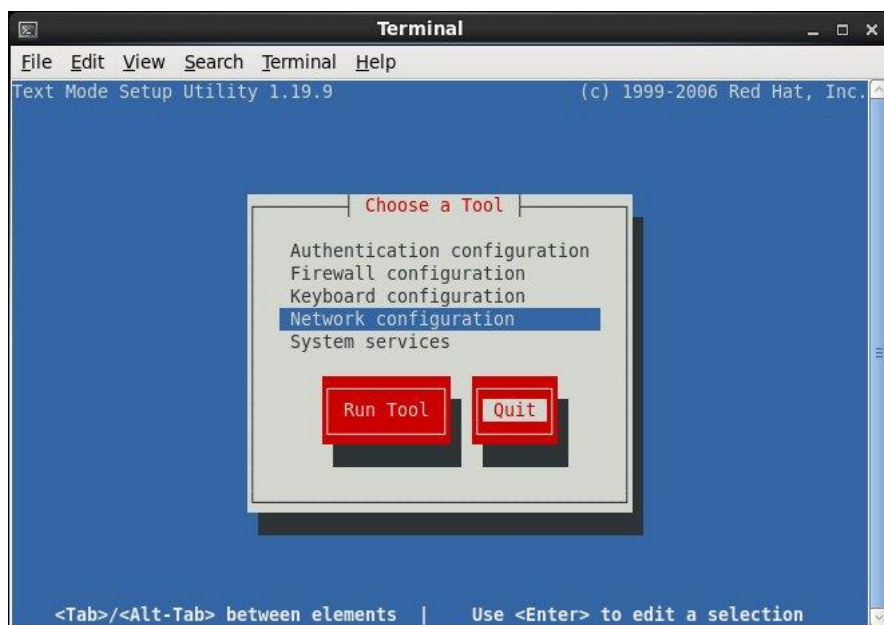 Terminal
File Edit View Search Terminal Help
Text Mode Setup Utility 1.19.9 (c) 1999-2006 Red Hat, Inc.
Choose a Tool
Authentication configuration
Firewall configuration
Keyboard configuration
Network configuration
System services
Run Tool Quit
<Tab>/<Alt-Tab> between elements | Use <Enter> to edit a selection